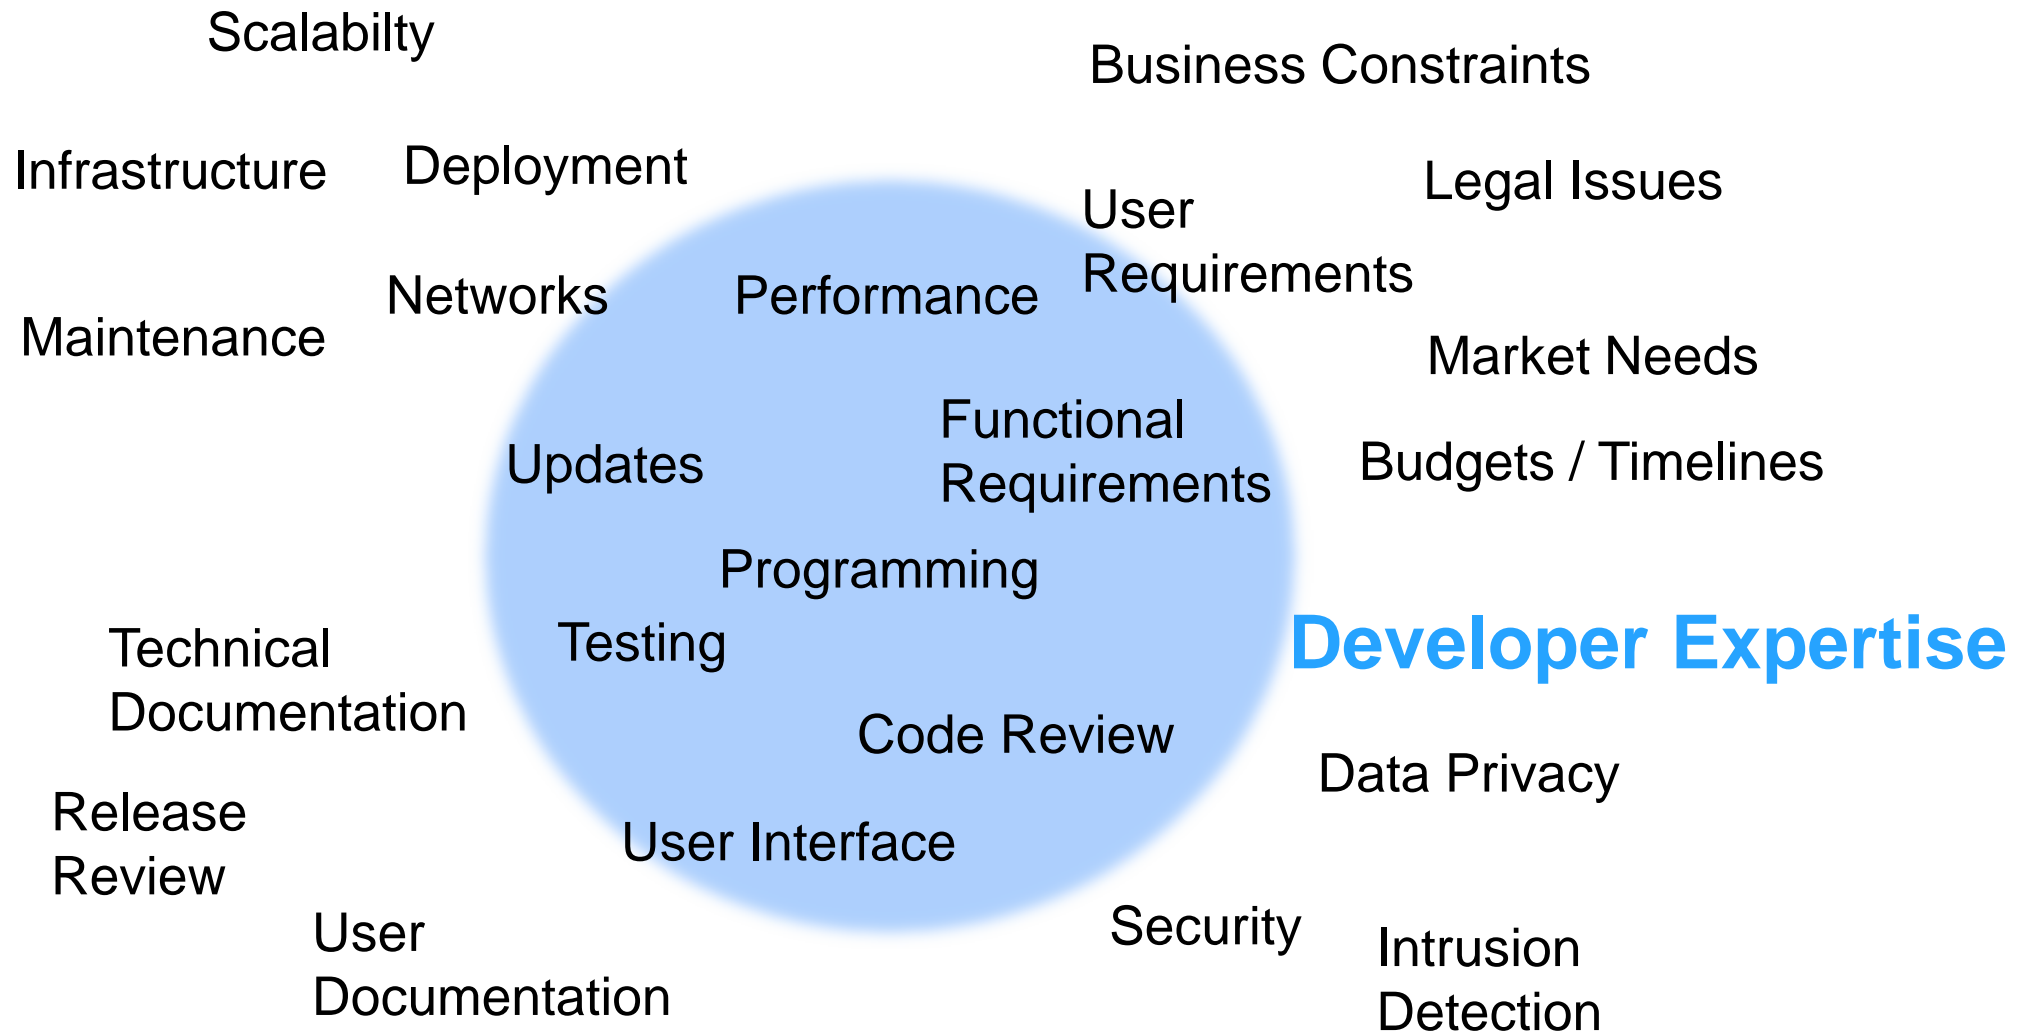 Scalabilty
Business Constraints
Infrastructure
Deployment
Legal Issues
User
Requirements
Networks
Performance
Maintenance
Market Needs
Functional
Requirements
Updates
Budgets / Timelines
Programming
Technical
Documentation
Testing
Developer Expertise
Code Review
Data Privacy
Release
Review
User Interface
User
Documentation
Security
Intrusion
Detection